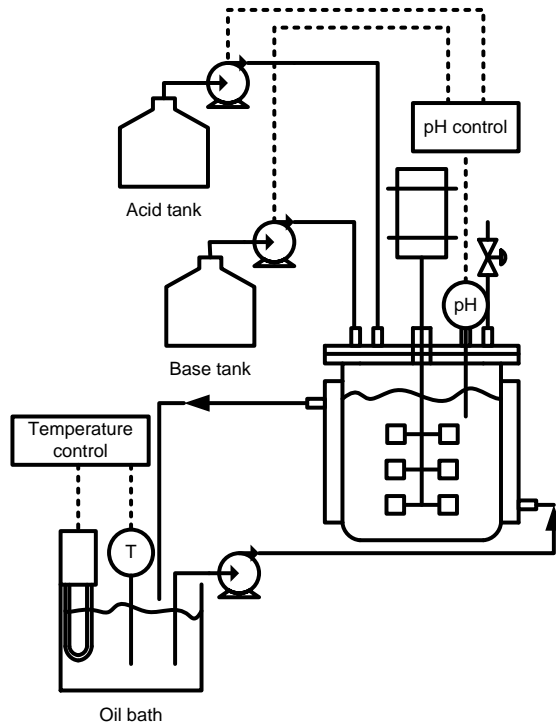 pH control
Acid tank
pH
Base tank
Temperature
control
T
Oil bath